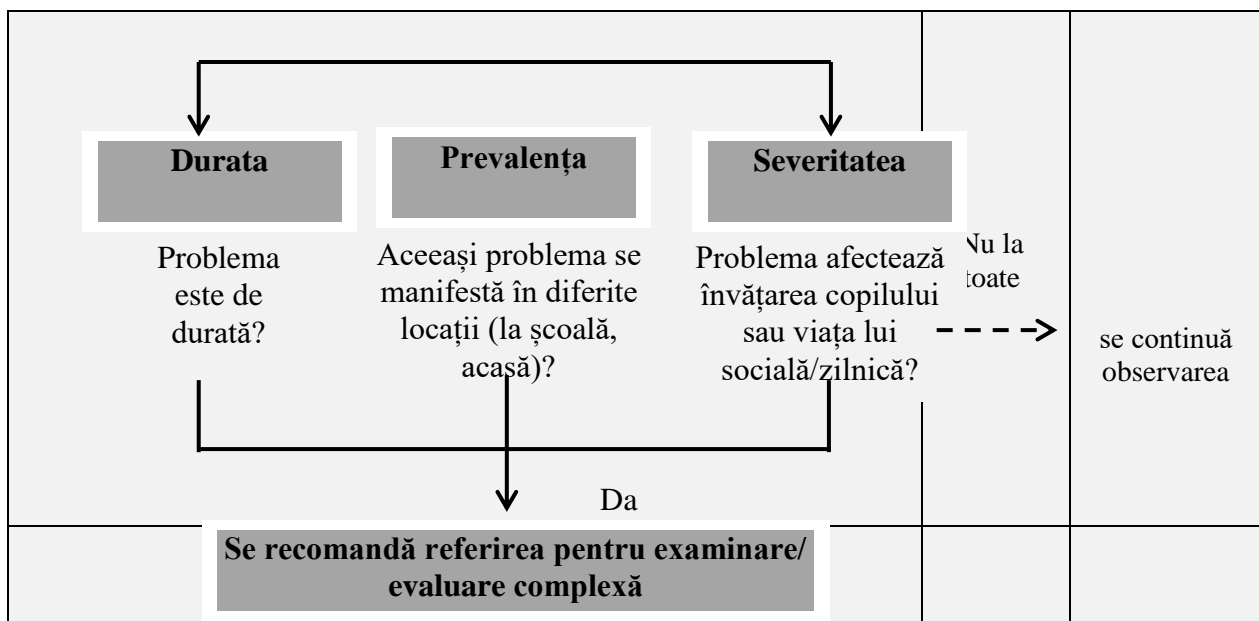 Durata
Problema
este de
durată?
Prevalența
Aceeași problema se
manifestă în diferite
locații (la școală,
acasă)?
Severitatea
Problema afectează
învățarea copilului
sau viața lui
socială/zilnică?
Nu la
toate
se continuă
observarea
Da
Se recomandă referirea pentru examinare/
evaluare complexă